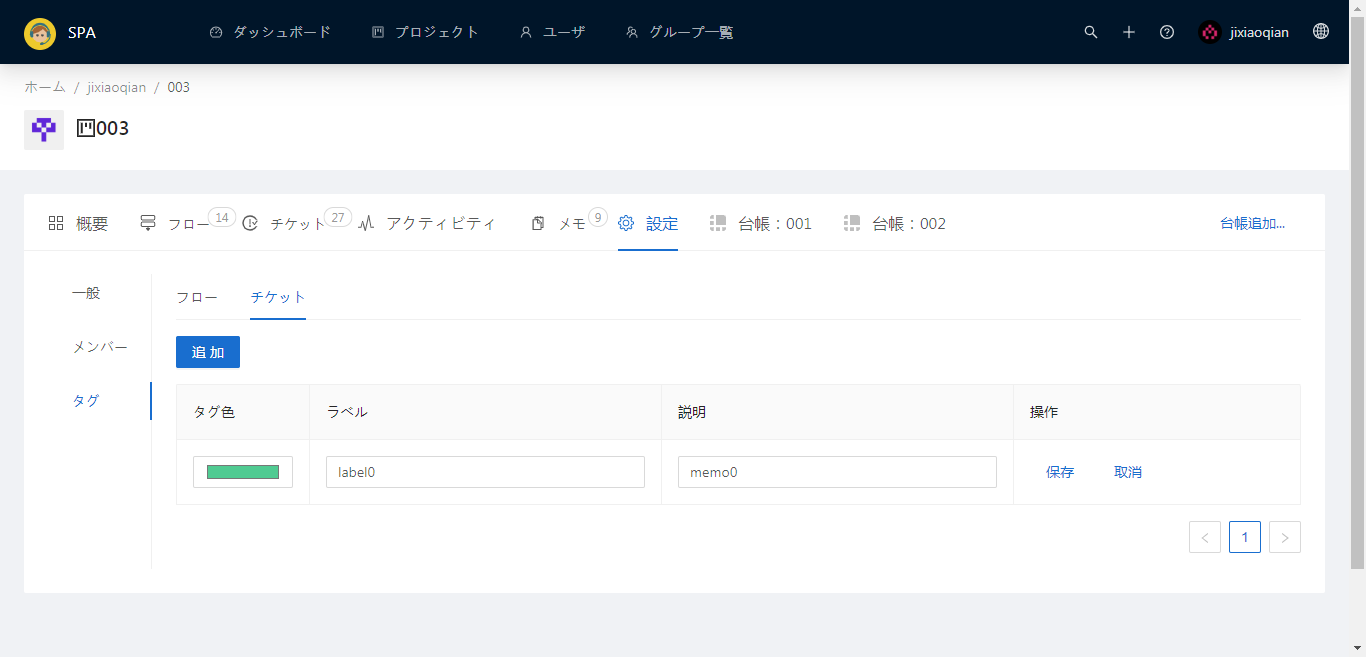 SPA ダッシュボード プロジェクト ユーザ グループ一覧 jixiaoqian
ホーム / jixiaoqian / 003
003
概要 フロー 14 チケット 27 アクティビティ メモ 9 設定 台帳：001 台帳：002 台帳追加...
一般
フロー チケット
メンバー
追 加
タグ
タグ色 ラベル 説明 操作
label0 memo0 保存 取消
< 1 >